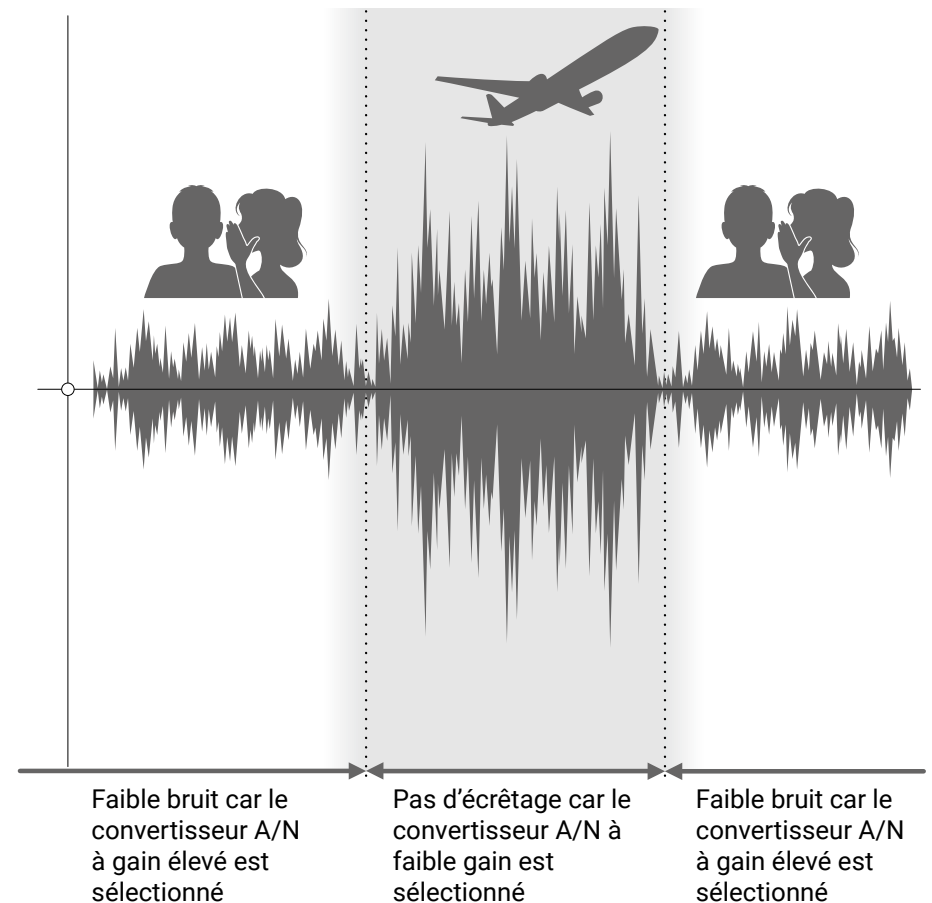 Faible bruit car le
convertisseur A/N
à gain élevé est
sélectionné
Pas d’écrêtage car le
convertisseur A/N à
faible gain est
sélectionné
Faible bruit car le
convertisseur A/N
à gain élevé est
sélectionné